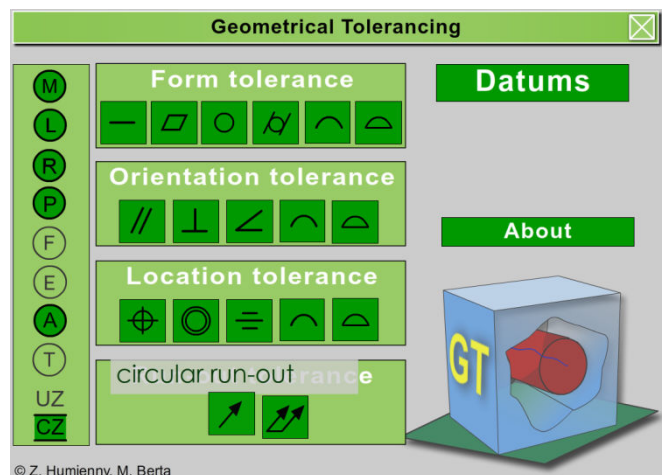 Geometrical Tolerancing
M
L
R
P
F
E
A
T
UZ
CZ
Form tolerance
Orientation tolerance
Location tolerance
circular run-out
Datums
About
GT
© Z. Humienny, M. Berta